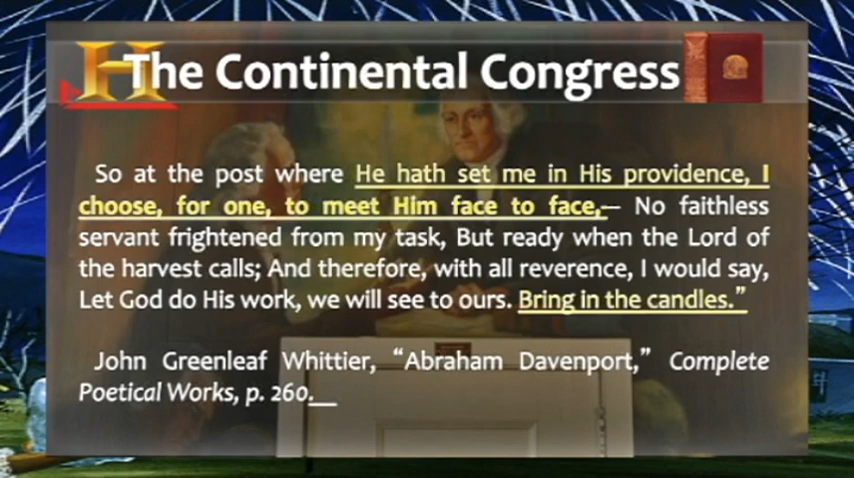 H
The Continental Congress
So at the post where He hath set me in His providence, I
choose, for one, to meet Him face to face,— No faithless
servant frightened from my task, But ready when the Lord of
the harvest calls; And therefore, with all reverence, I would say,
Let God do His work, we will see to ours. Bring in the candles.”
John Greenleaf Whittier, “Abraham Davenport,” Complete
Poetical Works, p. 260.